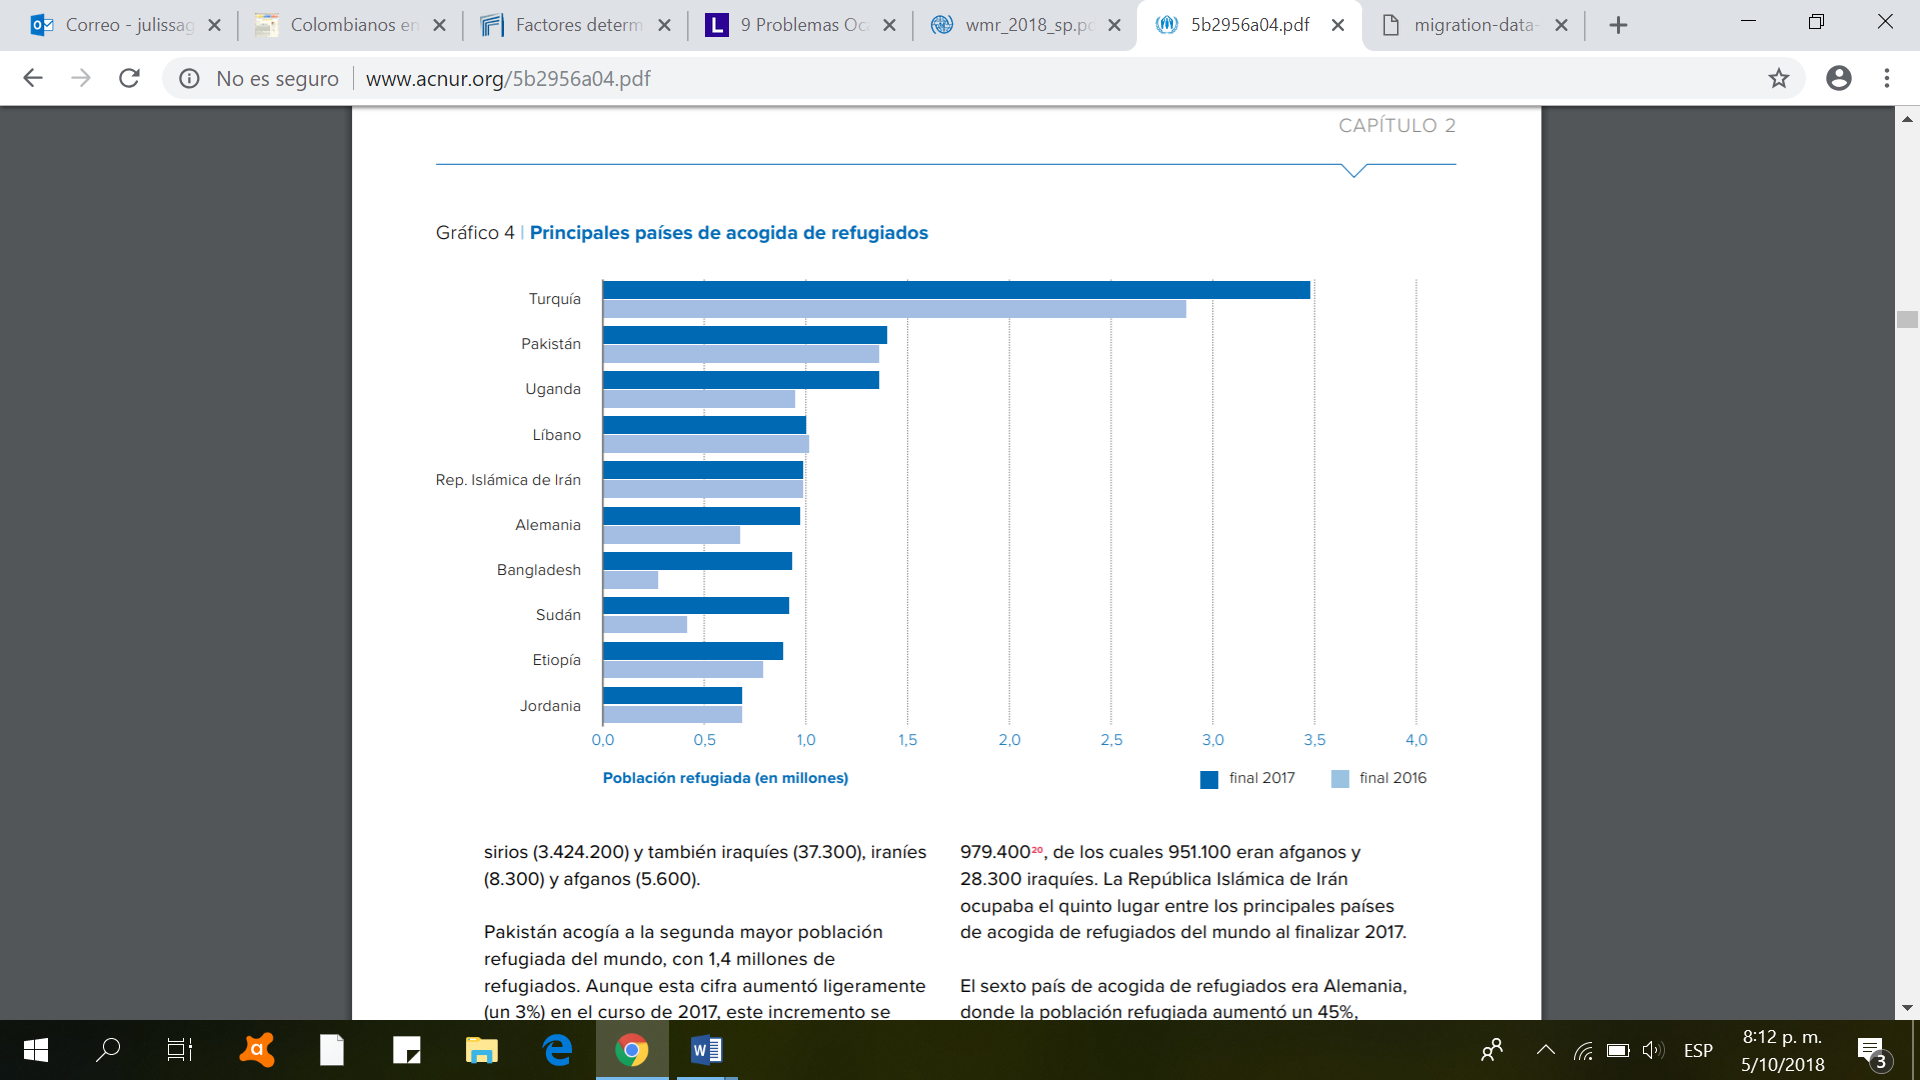 Correo - julissag
Colombianos en
Factores determ
9 Problemas Oca
wmr_2018_sp.pd
5b2956a04.pdf
migration-data-
No es seguro
www.acnur.org/5b2956a04.pdf
CAPÍTULO 2
Gráfico 4 | Principales países de acogida de refugiados
Turquía
Pakistán
Uganda
Líbano
Rep. Islámica de Irán
Alemania
Bangladesh
Sudán
Etiopía
Jordania
0,0 0,5 1,0 1,5 2,0 2,5 3,0 3,5 4,0
Población refugiada (en millones)
final 2017 final 2016
sirios (3.424.200) y también iraquíes (37.300), iraníes
(8.300) y afganos (5.600).
Pakistán acogía a la segunda mayor población
refugiada del mundo, con 1,4 millones de
refugiados. Aunque esta cifra aumentó ligeramente
(un 3%) en el curso de 2017, este incremento se
979.400²⁰, de los cuales 951.100 eran afganos y
28.300 iraquíes. La República Islámica de Irán
ocupaba el quinto lugar entre los principales países
de acogida de refugiados del mundo al finalizar 2017.
El sexto país de acogida de refugiados era Alemania,
donde la población refugiada aumentó un 45%,
ESP
8:12 p. m.
5/10/2018
3